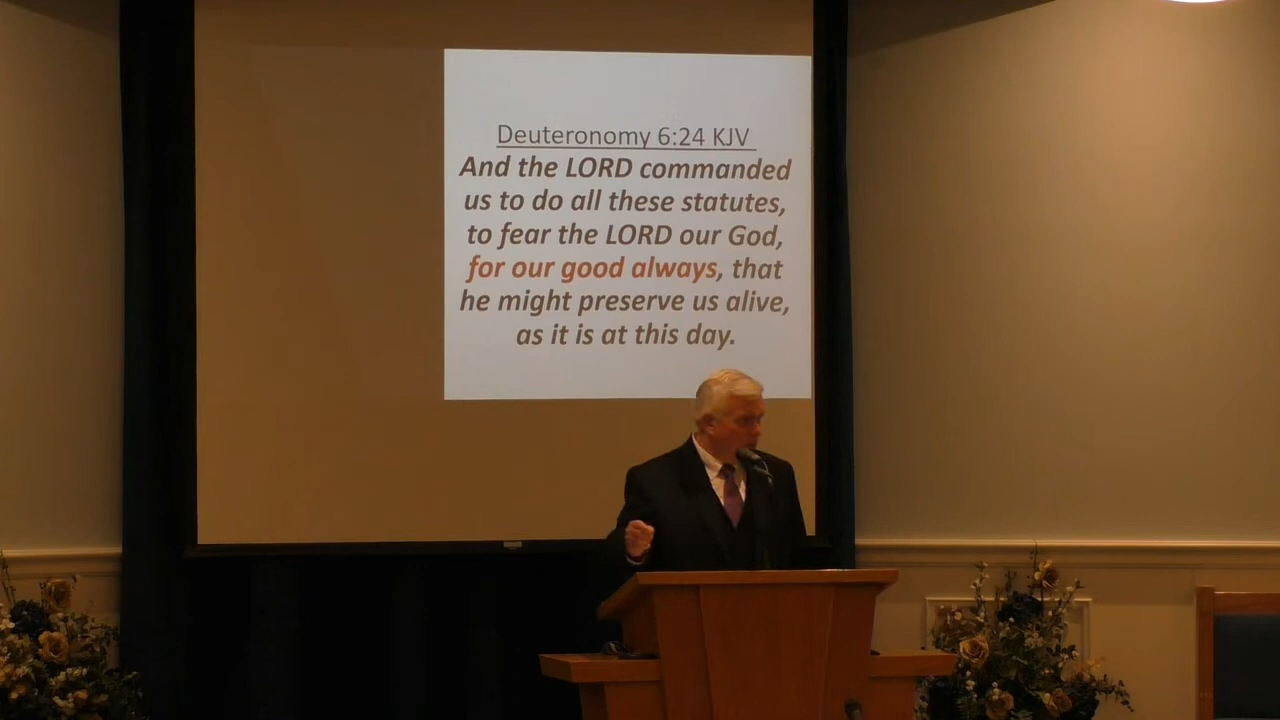 Deuteronomy 6:24 KJV
And the LORD commanded
us to do all these statutes,
to fear the LORD our God,
for our good always, that
he might preserve us alive,
as it is at this day.